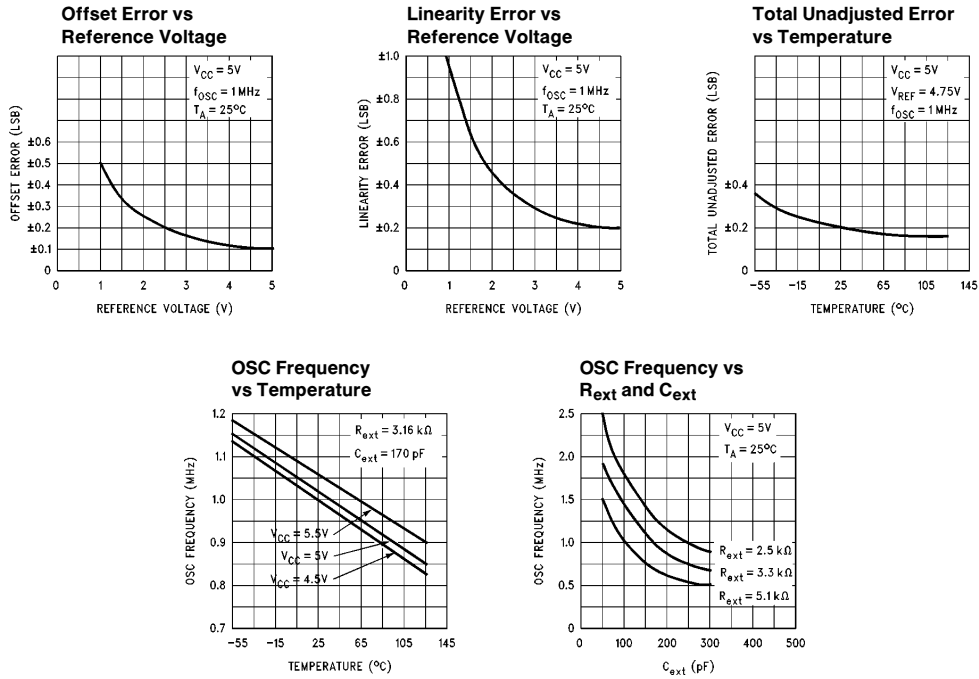 Offset Error vs
Reference Voltage
V_CC = 5V
f_OSC = 1 MHz
T_A = 25°C
OFFSET ERROR (LSB)
±0.6
±0.5
±0.4
±0.3
±0.2
±0.1
0
0 1 2 3 4 5
REFERENCE VOLTAGE (V)
Linearity Error vs
Reference Voltage
V_CC = 5V
f_OSC = 1 MHz
T_A = 25°C
LINEARITY ERROR (LSB)
±1.0
±0.8
±0.6
±0.4
±0.2
0
0 1 2 3 4 5
REFERENCE VOLTAGE (V)
Total Unadjusted Error
vs Temperature
V_CC = 5V
V_REF = 4.75V
f_OSC = 1 MHz
TOTAL UNADJUSTED ERROR (LSB)
±0.4
±0.2
0
−55 −15 25 65 105 145
TEMPERATURE (°C)
OSC Frequency
vs Temperature
R_ext = 3.16 kΩ
C_ext = 170 pF
OSC FREQUENCY (MHz)
1.2
1.1
1.0
0.9
0.8
0.7
V_CC = 5.5V
V_CC = 5V
V_CC = 4.5V
−55 −15 25 65 105 145
TEMPERATURE (°C)
OSC Frequency vs
R_ext and C_ext
V_CC = 5V
T_A = 25°C
OSC FREQUENCY (MHz)
2.5
2.0
1.5
1.0
0.5
0
R_ext = 2.5 kΩ
R_ext = 3.3 kΩ
R_ext = 5.1 kΩ
0 100 200 300 400 500
C_ext (pF)